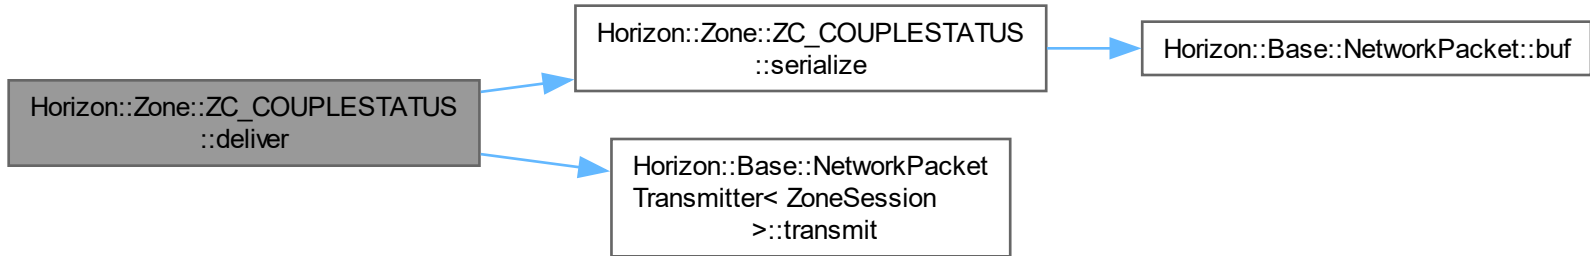 Horizon::Zone::ZC_COUPLESTATUS
::deliver
Horizon::Zone::ZC_COUPLESTATUS
::serialize
Horizon::Base::NetworkPacket::buf
Horizon::Base::NetworkPacket
Transmitter< ZoneSession
>::transmit